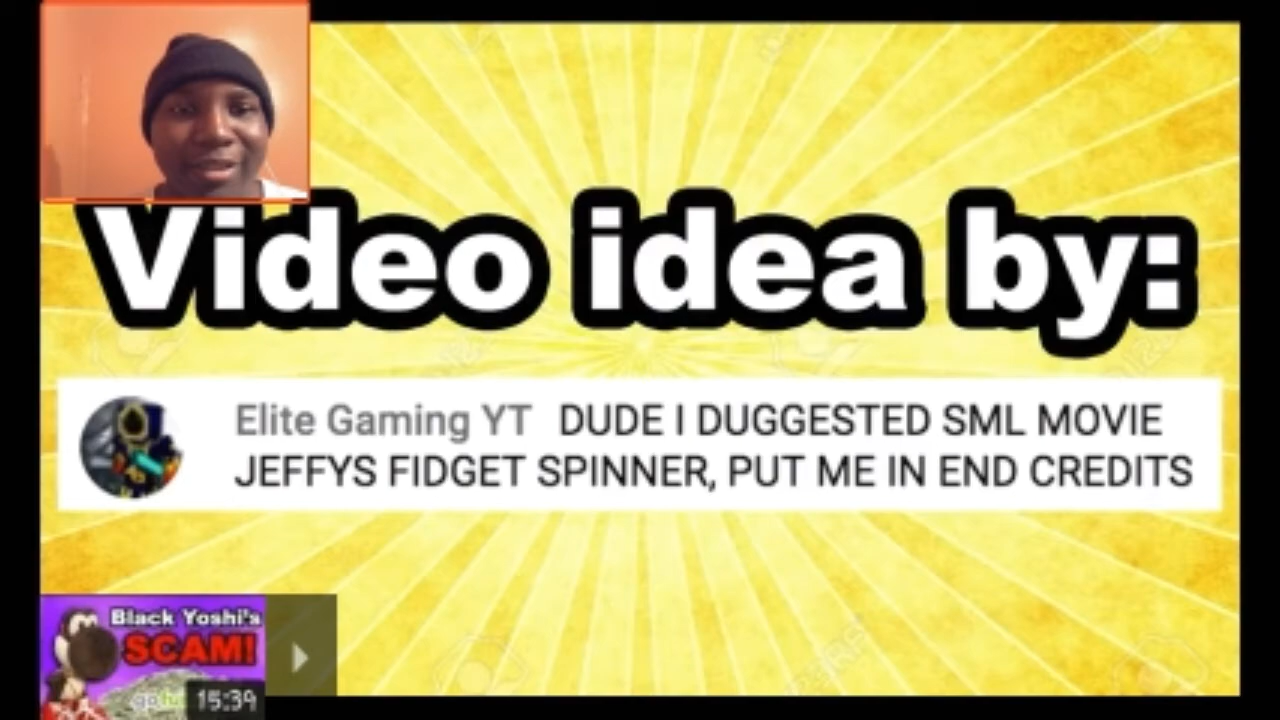 Video idea by:
Elite Gaming YT DUDE I DUGGESTED SML MOVIE
JEFFYS FIDGET SPINNER, PUT ME IN END CREDITS
Black Yoshi's
SCAM!
15:39